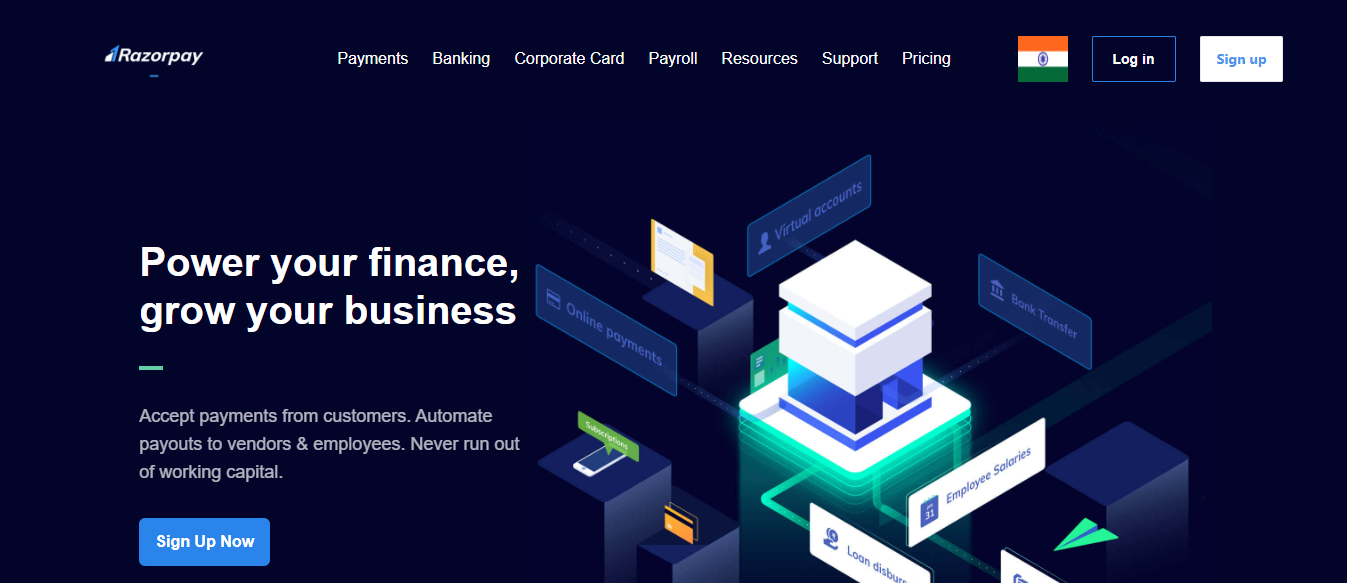 Razorpay
Payments
Banking
Corporate Card
Payroll
Resources
Support
Pricing
Log in
Sign up
Power your finance,
grow your business
Accept payments from customers. Automate
payouts to vendors & employees. Never run out
of working capital.
Sign Up Now
Virtual accounts
Online payments
Bank Transfer
Subscriptions
Employee Salaries
31
Loan disburs